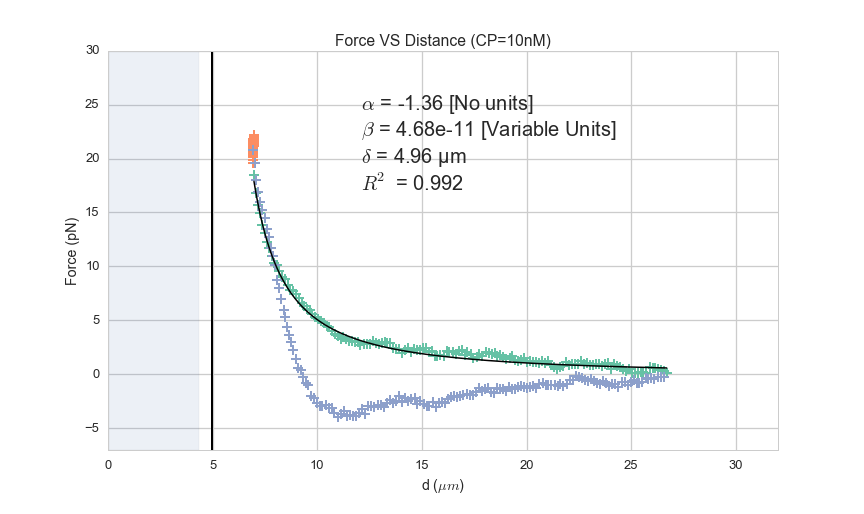 Force VS Distance (CP=10nM)
30
25
20
15
10
5
0
−5
Force (pN)
α = -1.36 [No units]
β = 4.68e-11 [Variable Units]
δ = 4.96 μm
R² = 0.992
0 5 10 15 20 25 30
d (μm)